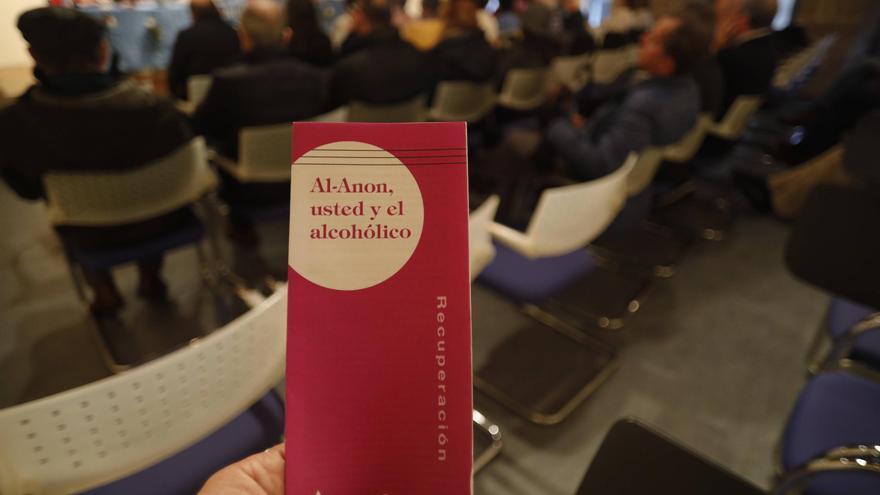 Al-Anon,
usted y el
alcohólico
Recuperación